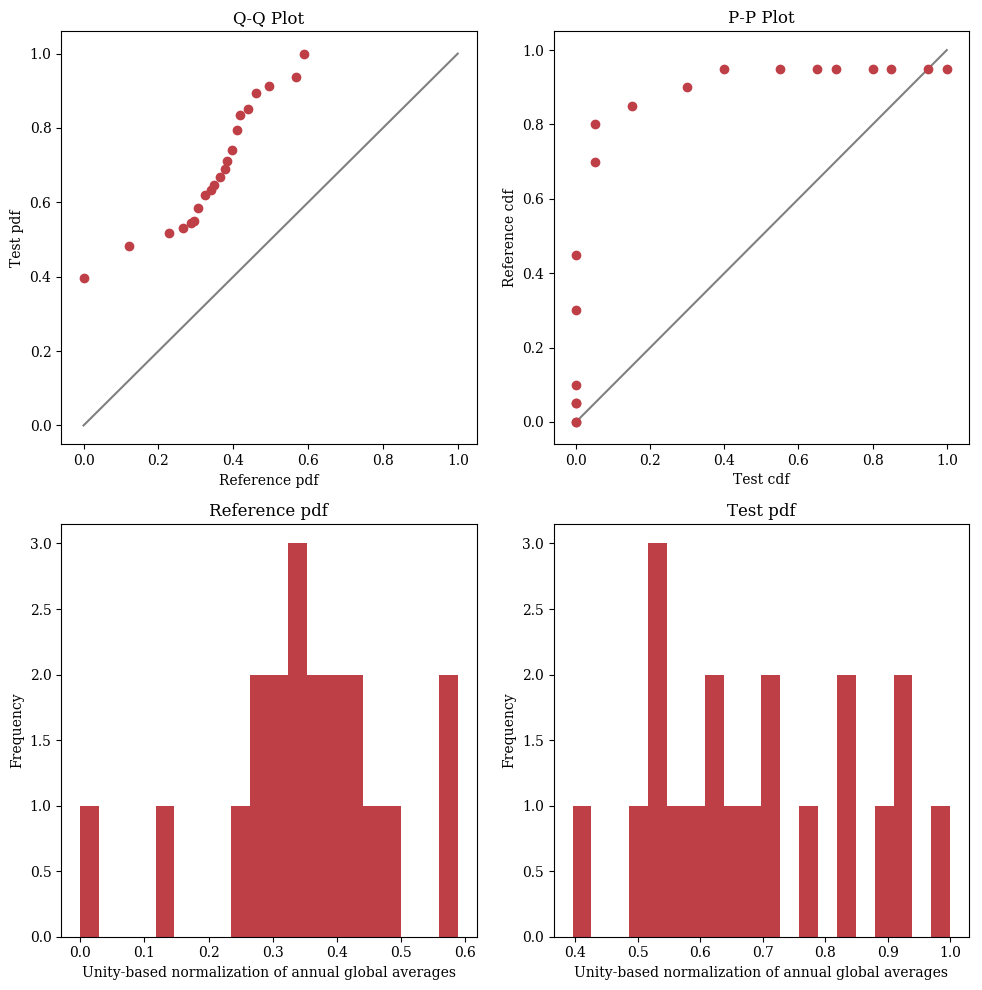 Q-Q Plot
1.0
0.8
0.6
0.4
0.2
0.0
Test pdf
0.0 0.2 0.4 0.6 0.8 1.0
Reference pdf
P-P Plot
1.0
0.8
0.6
0.4
0.2
0.0
Reference cdf
0.0 0.2 0.4 0.6 0.8 1.0
Test cdf
Reference pdf
3.0
2.5
2.0
1.5
1.0
0.5
0.0
Frequency
0.0 0.1 0.2 0.3 0.4 0.5 0.6
Unity-based normalization of annual global averages
Test pdf
3.0
2.5
2.0
1.5
1.0
0.5
0.0
Frequency
0.4 0.5 0.6 0.7 0.8 0.9 1.0
Unity-based normalization of annual global averages